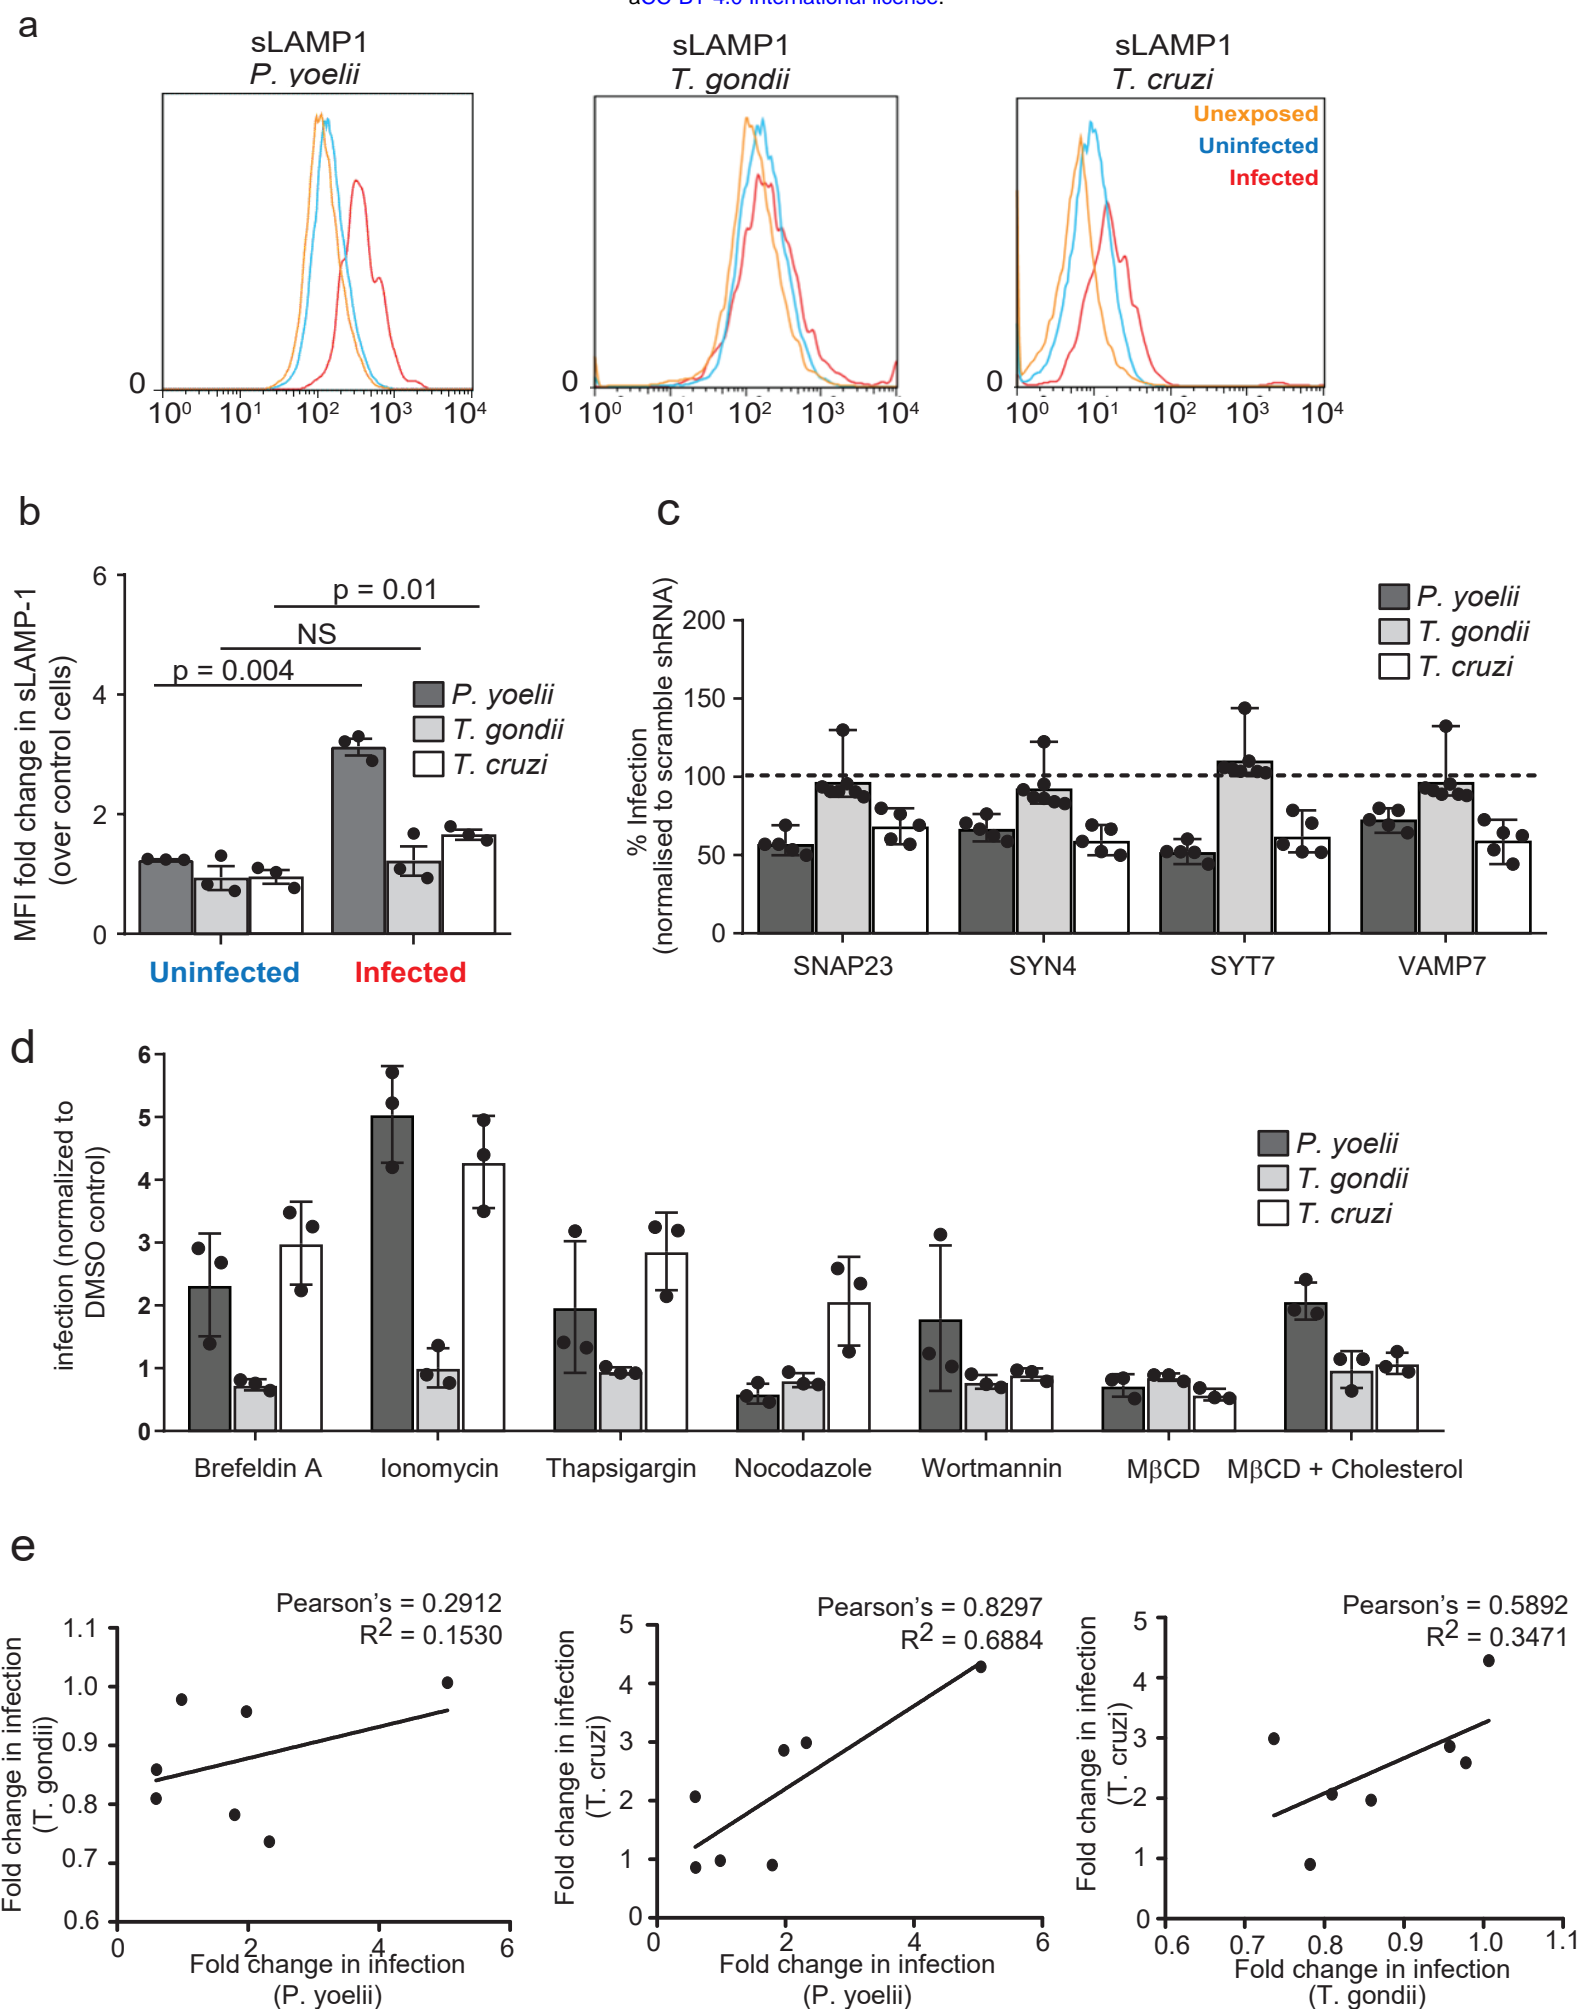 aCC-BY 4.0 International license.
a
sLAMP1
P. yoelii
sLAMP1
T. gondii
sLAMP1
T. cruzi
Unexposed
Uninfected
Infected
0
10⁰ 10¹ 10² 10³ 10⁴
0
10⁰ 10¹ 10² 10³ 10⁴
0
10⁰ 10¹ 10² 10³ 10⁴
b
MFI fold change in sLAMP-1
(over control cells)
6
4
2
0
p = 0.01
NS
p = 0.004
P. yoelii
T. gondii
T. cruzi
Uninfected
Infected
c
% Infection
(normalised to scramble shRNA)
200
150
100
50
0
P. yoelii
T. gondii
T. cruzi
SNAP23
SYN4
SYT7
VAMP7
d
infection (normalized to
DMSO control)
6
5
4
3
2
1
0
P. yoelii
T. gondii
T. cruzi
Brefeldin A
Ionomycin
Thapsigargin
Nocodazole
Wortmannin
MβCD
MβCD + Cholesterol
e
Pearson's = 0.2912
R² = 0.1530
Fold change in infection
(T. gondii)
1.1
1.0
0.9
0.8
0.7
0.6
0 2 4 6
Fold change in infection
(P. yoelii)
Pearson's = 0.8297
R² = 0.6884
Fold change in infection
(T. cruzi)
5
4
3
2
1
0
0 2 4 6
Fold change in infection
(P. yoelii)
Pearson's = 0.5892
R² = 0.3471
Fold change in infection
(T. cruzi)
5
4
3
2
1
0
0.6 0.7 0.8 0.9 1.0 1.1
Fold change in infection
(T. gondii)